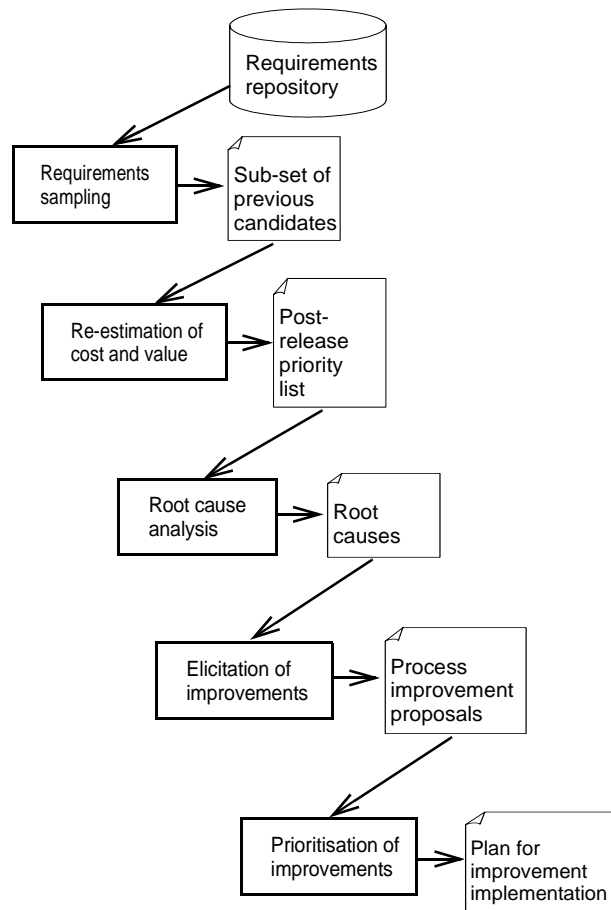 Requirements
repository
Requirements
sampling
Sub-set of
previous
candidates
Re-estimation of
cost and value
Post-
release
priority
list
Root cause
analysis
Root
causes
Elicitation of
improvements
Process
improvement
proposals
Prioritisation of
improvements
Plan for
improvement
implementation